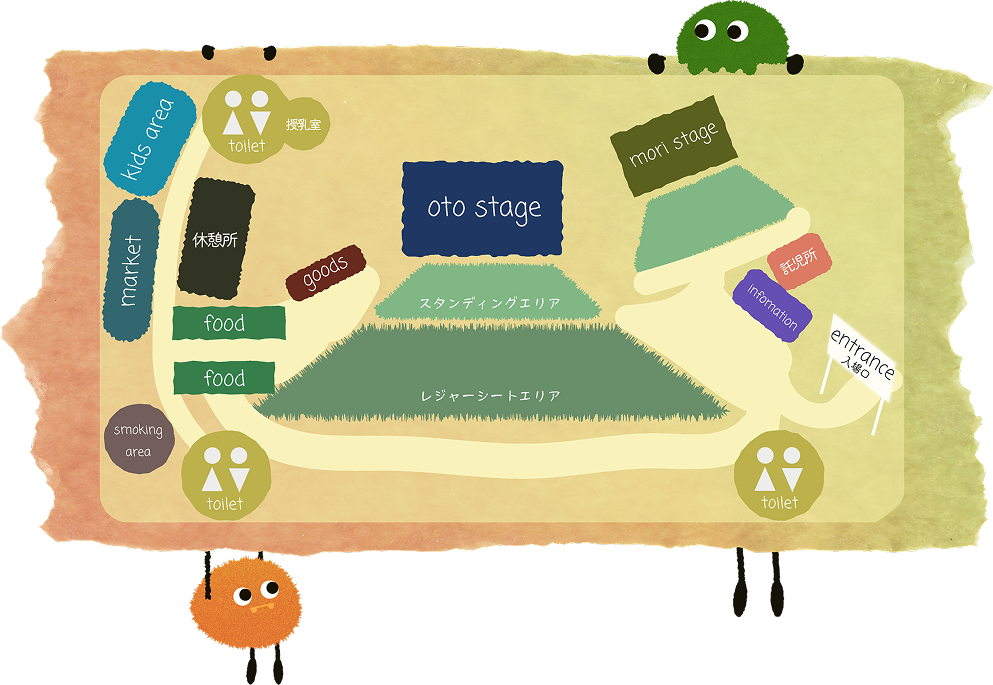 kids area
toilet
授乳室
mori stage
oto stage
休憩所
market
goods
託児所
infomation
スタンディングエリア
food
entrance
入場口
food
レジャーシートエリア
smoking
area
toilet
toilet